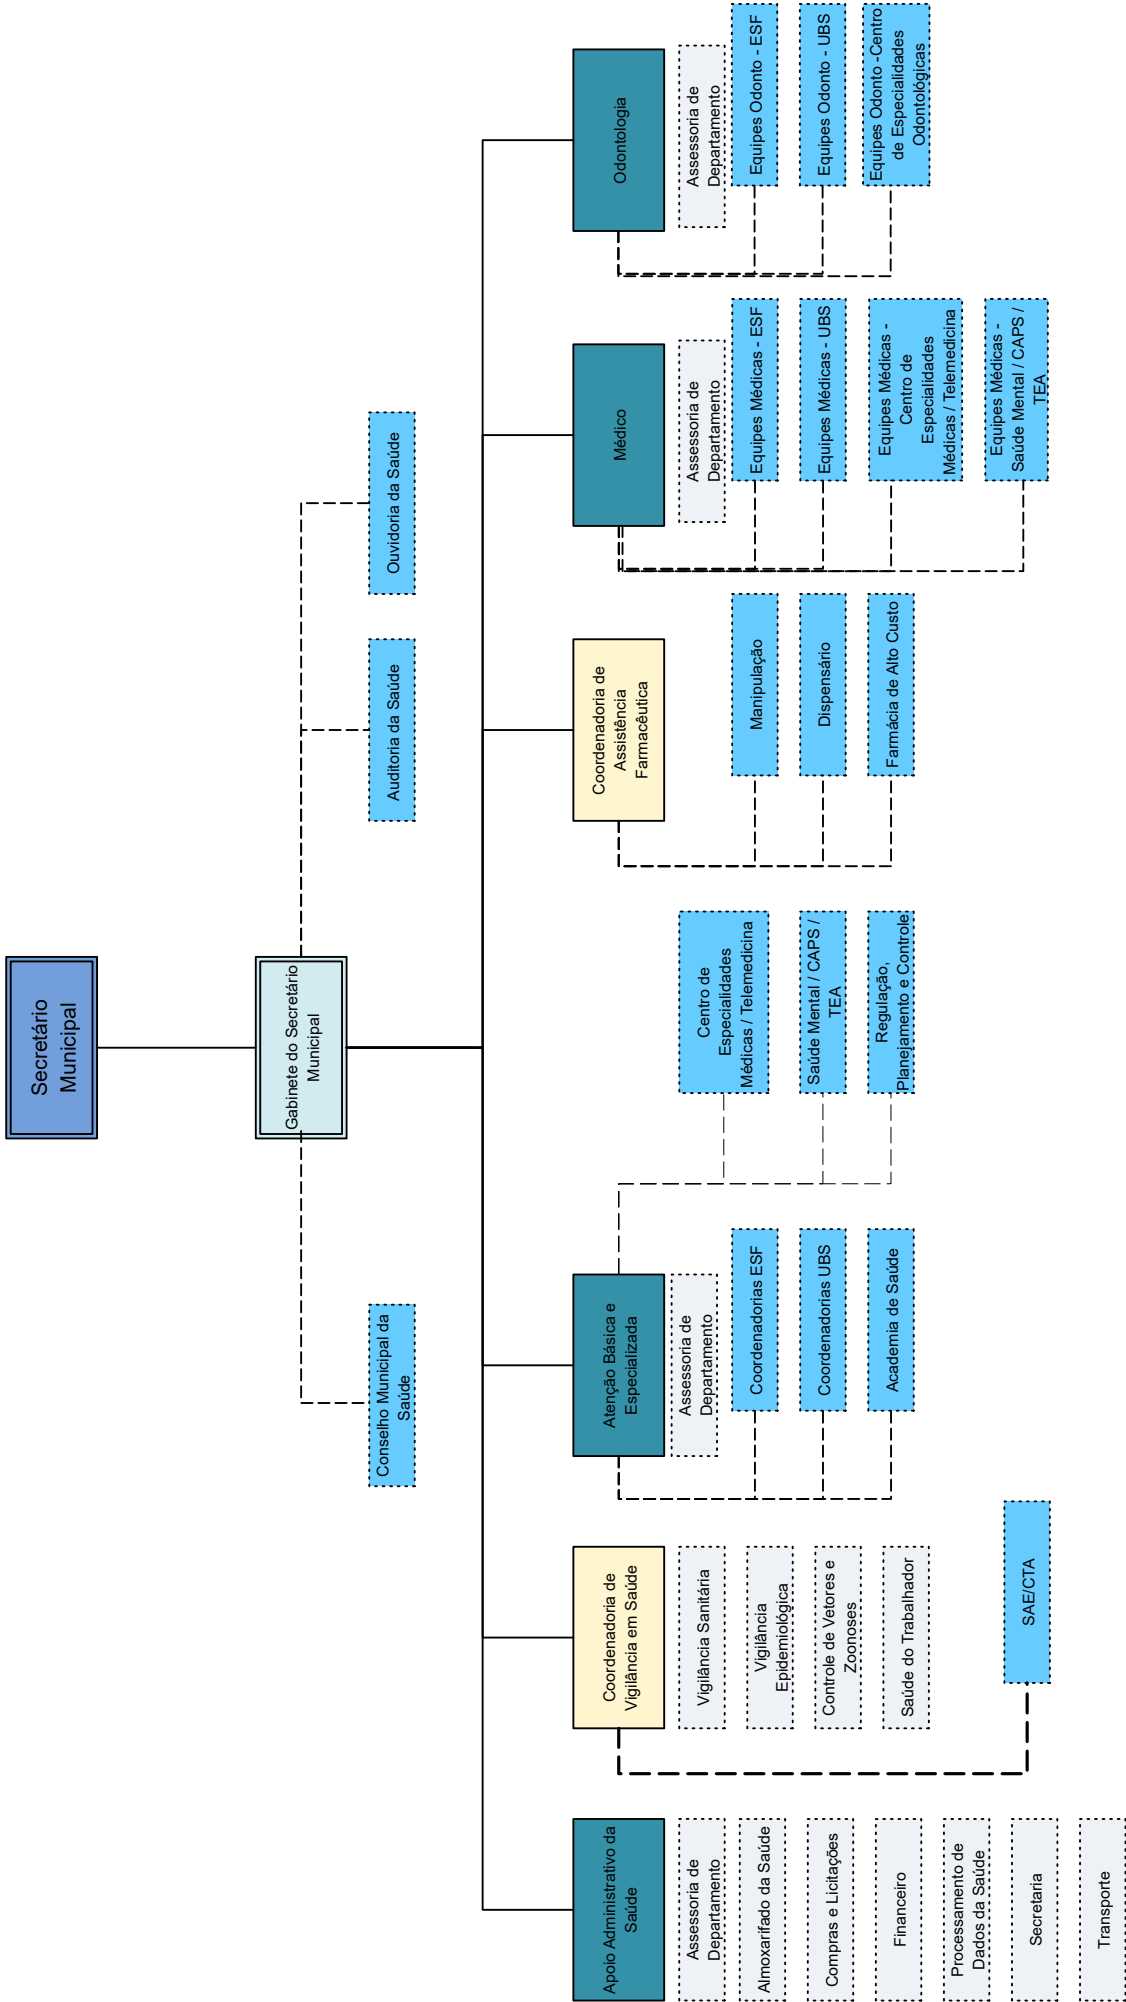 Secretário
Municipal
Gabinete do Secretário
Municipal
Conselho Municipal da
Saúde
Auditoria da Saúde
Ouvidoria da Saúde
Apoio Administrativo da
Saúde
Assessoria de
Departamento
Almoxarifado da Saúde
Compras e Licitações
Financeiro
Processamento de
Dados da Saúde
Secretaria
Transporte
Coordenadoria de
Vigilância em Saúde
Vigilância Sanitária
Vigilância
Epidemiológica
Controle de Vetores e
Zoonoses
Saúde do Trabalhador
SAE/CTA
Atenção Básica e
Especializada
Assessoria de
Departamento
Coordenadorias ESF
Coordenadorias UBS
Academia de Saúde
Centro de
Especialidades
Médicas / Telemedicina
Saúde Mental / CAPS /
TEA
Regulação,
Planejamento e Controle
Coordenadoria de
Assistência
Farmacêutica
Manipulação
Dispensário
Farmácia de Alto Custo
Médico
Assessoria de
Departamento
Equipes Médicas - ESF
Equipes Médicas - UBS
Equipes Médicas -
Centro de
Especialidades
Médicas / Telemedicina
Equipes Médicas -
Saúde Mental / CAPS /
TEA
Odontologia
Assessoria de
Departamento
Equipes Odonto - ESF
Equipes Odonto - UBS
Equipes Odonto -Centro
de Especialidades
Odontológicas